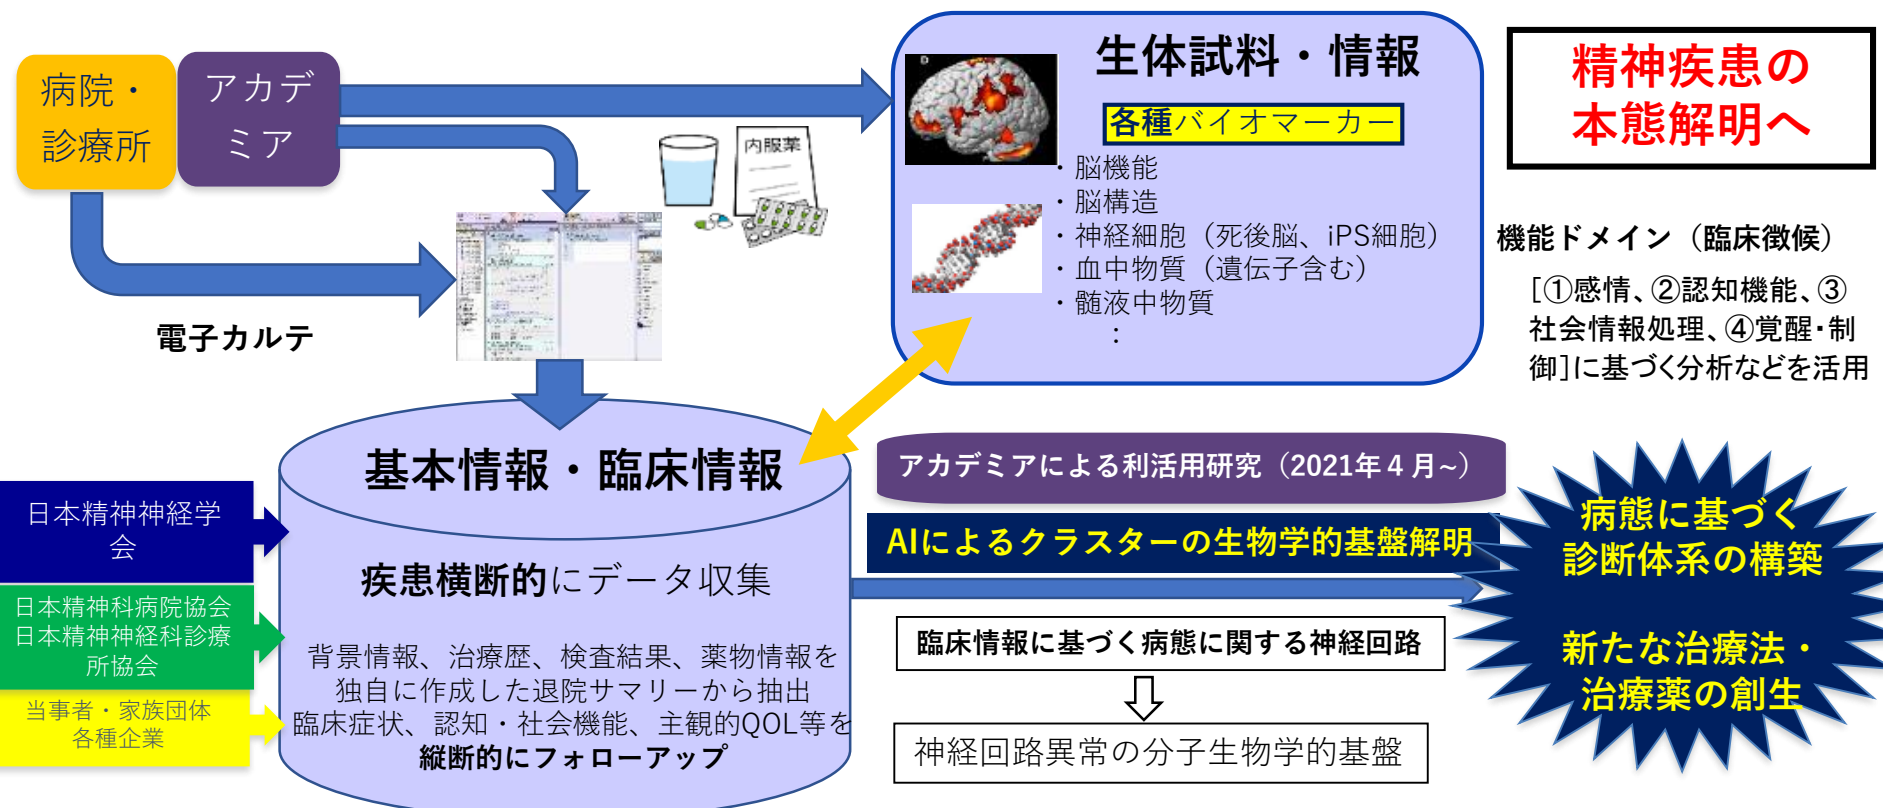 病院・
診療所
アカデ
ミア
電子カルテ
内服薬
生体試料・情報
各種バイオマーカー
・脳機能
・脳構造
・神経細胞（死後脳、iPS細胞）
・血中物質（遺伝子含む）
・髄液中物質
：
D
精神疾患の
本態解明へ
機能ドメイン（臨床徴候）
［①感情、②認知機能、③
社会情報処理、④覚醒・制
御］に基づく分析などを活用
基本情報・臨床情報
疾患横断的にデータ収集
背景情報、治療歴、検査結果、薬物情報を
独自に作成した退院サマリーから抽出
臨床症状、認知・社会機能、主観的QOL等を
縦断的にフォローアップ
日本精神神経学
会
日本精神科病院協会
日本精神神経科診療
所協会
当事者・家族団体
各種企業
アカデミアによる利活用研究（2021年４月~）
AIによるクラスターの生物学的基盤解明
臨床情報に基づく病態に関する神経回路
神経回路異常の分子生物学的基盤
病態に基づく
診断体系の構築
新たな治療法・
治療薬の創生